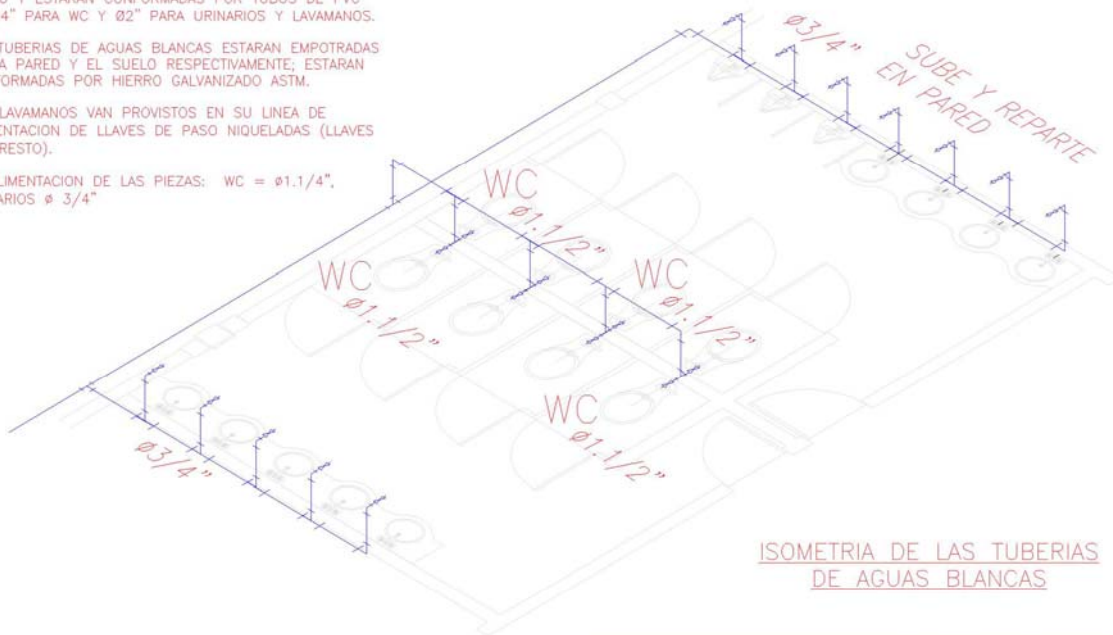 Y ESTARAN CONFORMADAS POR TUBOS DE PVC
4" PARA WC Y Ø2" PARA URINARIOS Y LAVAMANOS.
TUBERIAS DE AGUAS BLANCAS ESTARAN EMPOTRADAS
A PARED Y EL SUELO RESPECTIVAMENTE; ESTARAN
FORMADAS POR HIERRO GALVANIZADO ASTM.
LAVAMANOS VAN PROVISTOS EN SU LINEA DE
ENTACION DE LLAVES DE PASO NIQUELADAS (LLAVES
RESTO).
LIMENTACION DE LAS PIEZAS: WC = ø1.1/4",
ARIOS ø 3/4"
Ø3/4"
SUBE Y REPARTE
EN PARED
WC
Ø1.1/2"
WC
Ø1.1/2"
WC
Ø1.1/2"
WC
Ø1.1/2"
Ø3/4"
ISOMETRIA DE LAS TUBERIAS
DE AGUAS BLANCAS